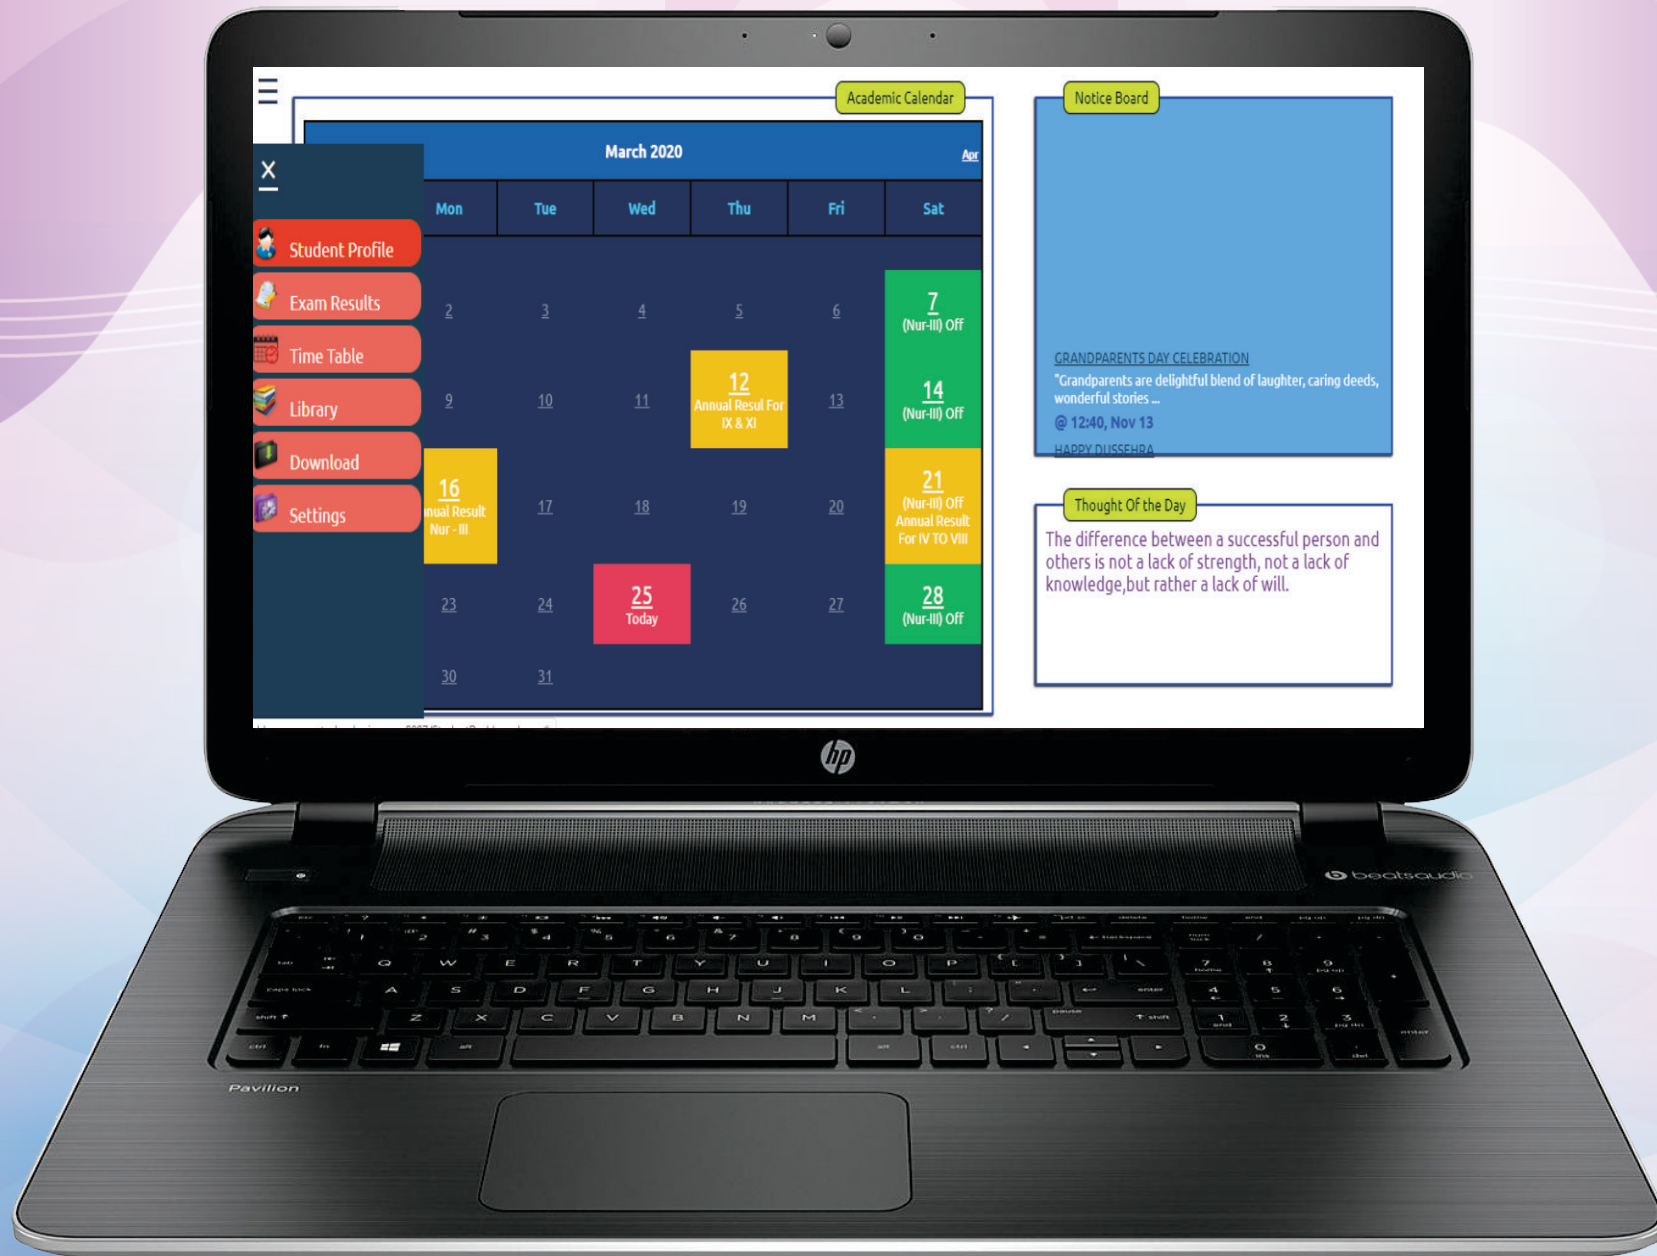 Academic Calendar
March 2020
Apr
Mon Tue Wed Thu Fri Sat
2 3 4 5 6 7
(Nur-III) Off
9 10 11 12 13 14
Annual Resul For
IX & XI
(Nur-III) Off
16 17 18 19 20 21
nnual Result
Nur - III
(Nur-III) Off
Annual Result
For IV TO VIII
23 24 25 26 27 28
Today
(Nur-III) Off
30 31
X
Student Profile
Exam Results
Time Table
Library
Download
Settings
Notice Board
GRANDPARENTS DAY CELEBRATION
"Grandparents are delightful blend of laughter, caring deeds,
wonderful stories ...
@ 12:40, Nov 13
HAPPY DUSSEHRA
Thought Of the Day
The difference between a successful person and
others is not a lack of strength, not a lack of
knowledge,but rather a lack of will.
hp
beatsaudio
Q W E R T Y U I O P
caps lock A S D F G H J K L enter
Z X C V B N M
Pavilion